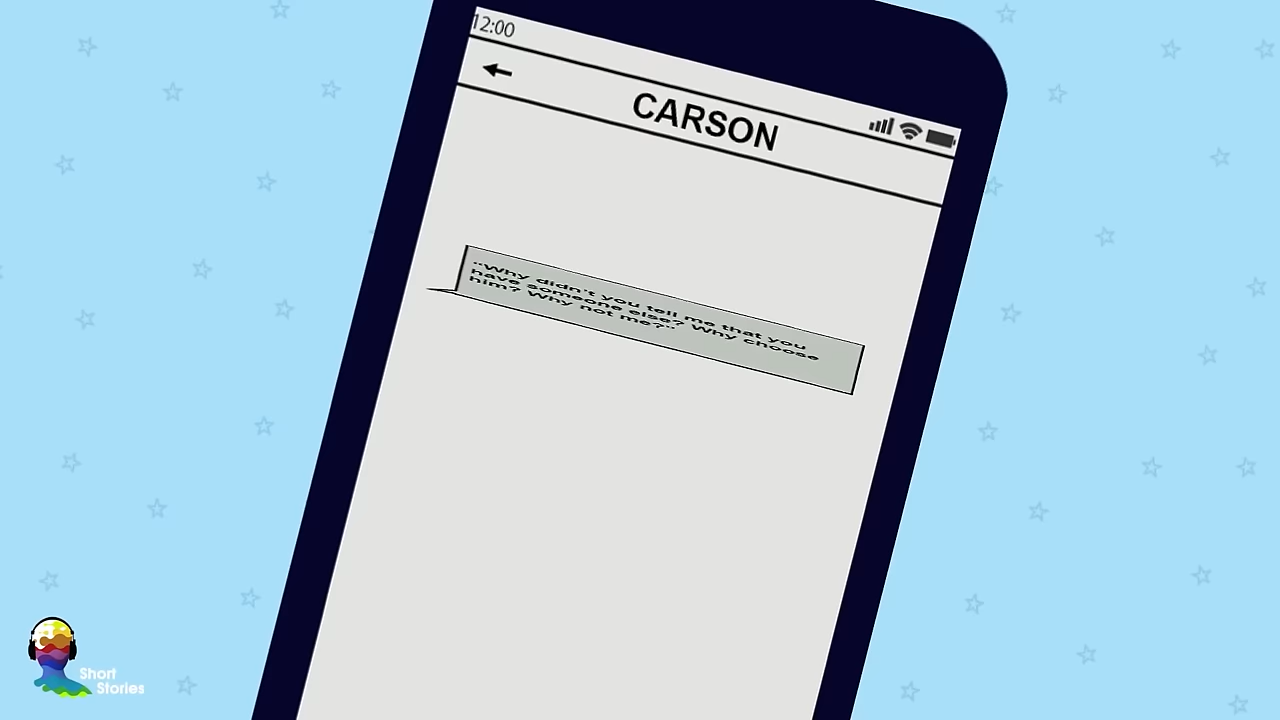 12:00
CARSON
"Why didn't you tell me that you
have someone else? Why choose
him? Why not me?"
Short
Stories